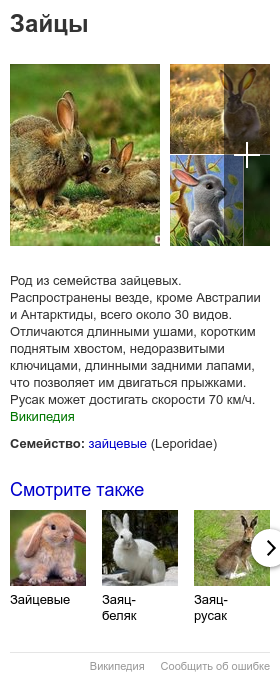 Зайцы
Род из семейства зайцевых.
Распространены везде, кроме Австралии
и Антарктиды, всего около 30 видов.
Отличаются длинными ушами, коротким
поднятым хвостом, недоразвитыми
ключицами, длинными задними лапами,
что позволяет им двигаться прыжками.
Русак может достигать скорости 70 км/ч.
Википедия
Семейство: зайцевые (Leporidae)
Смотрите также
Зайцевые
Заяц-
беляк
Заяц-
русак
Википедия Сообщить об ошибке